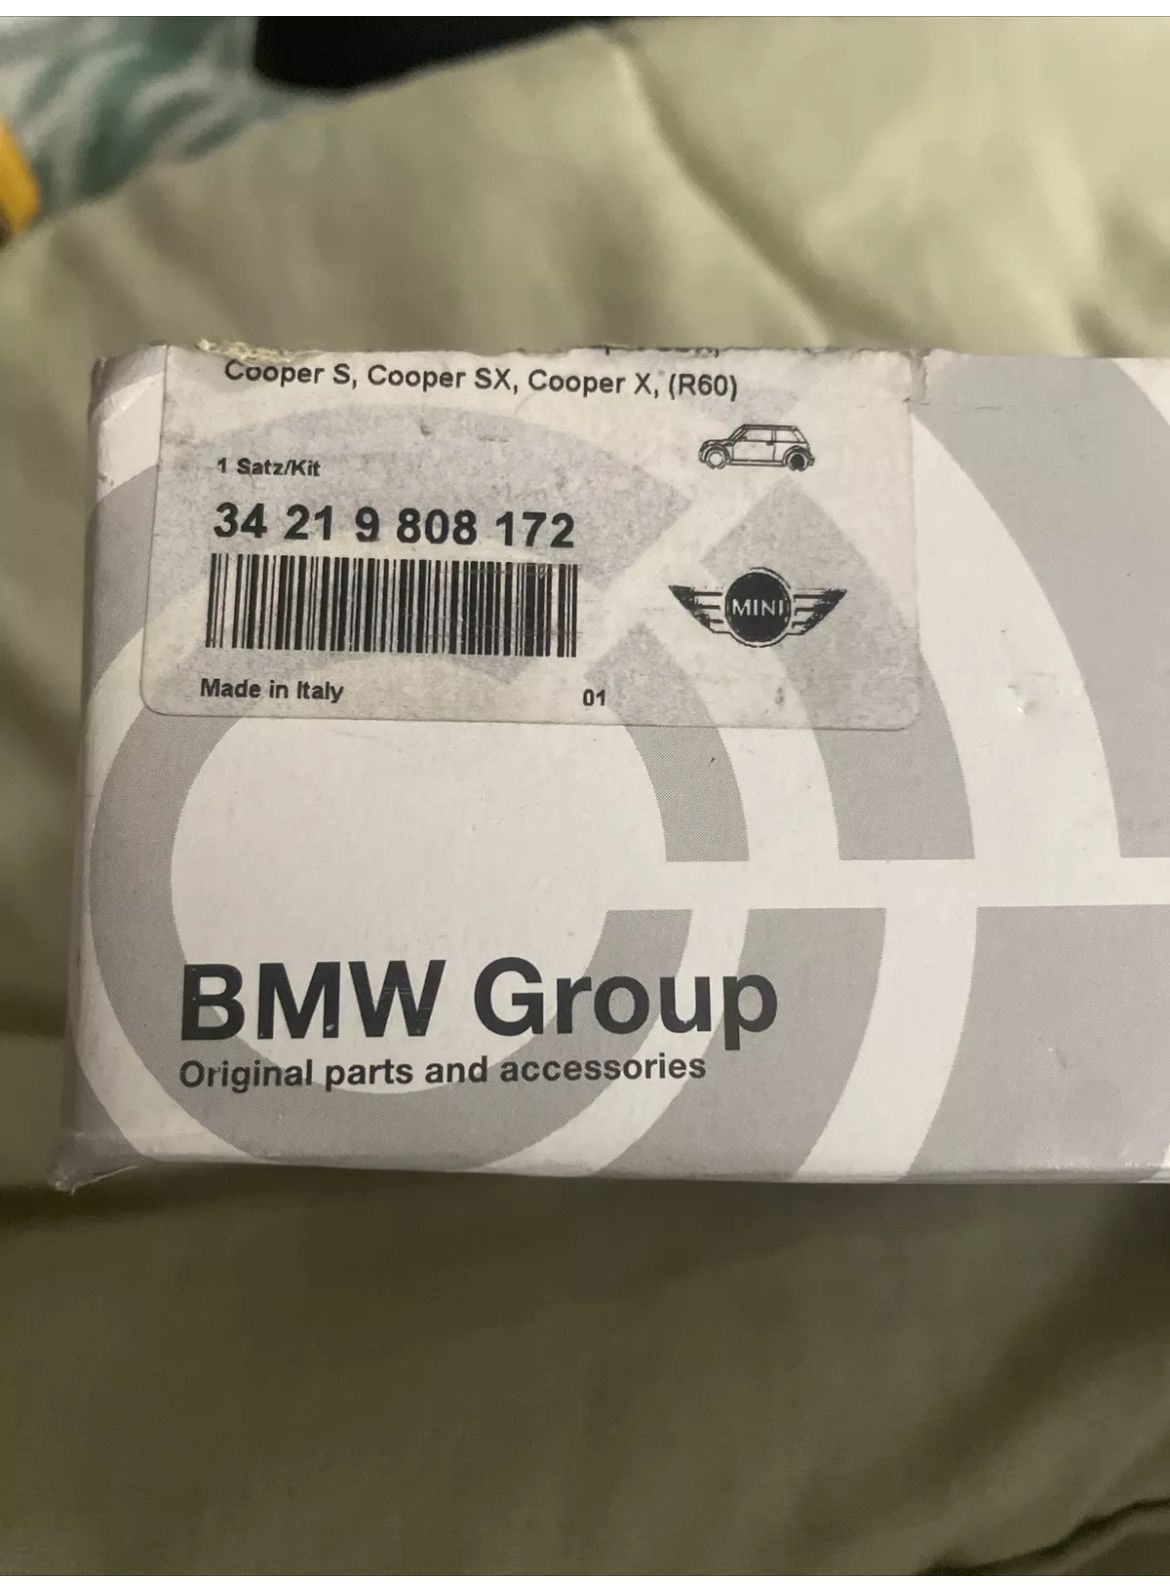 Cooper S, Cooper SX, Cooper X, (R60)
1 Satz/Kit
34 21 9 808 172
MINI
Made in Italy
01
BMW Group
Original parts and accessories